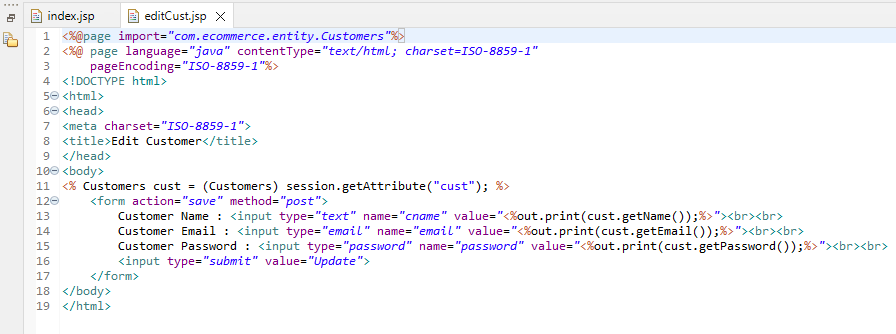 index.jsp
editCust.jsp
1 <%@page import="com.ecommerce.entity.Customers"%>
2 <%@ page language="java" contentType="text/html; charset=ISO-8859-1"
3 pageEncoding="ISO-8859-1"%>
4 <!DOCTYPE html>
5 <html>
6 <head>
7 <meta charset="ISO-8859-1">
8 <title>Edit Customer</title>
9 </head>
10 <body>
11 <% Customers cust = (Customers) session.getAttribute("cust"); %>
12 <form action="save" method="post">
13 Customer Name : <input type="text" name="cname" value="<%out.print(cust.getName());%>"><br><br>
14 Customer Email : <input type="email" name="email" value="<%out.print(cust.getEmail());%>"><br><br>
15 Customer Password : <input type="password" name="password" value="<%out.print(cust.getPassword());%>"><br><br>
16 <input type="submit" value="Update">
17 </form>
18 </body>
19 </html>